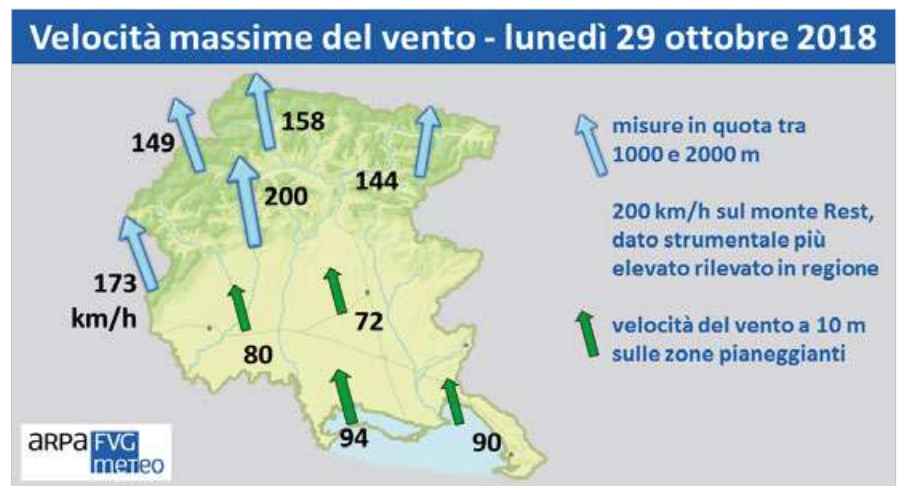 Velocità massime del vento - lunedì 29 ottobre 2018
149
158
200
144
173
km/h
80
72
94
90
misure in quota tra
1000 e 2000 m
200 km/h sul monte Rest,
dato strumentale più
elevato rilevato in regione
velocità del vento a 10 m
sulle zone pianeggianti
arpa FVG
meteo